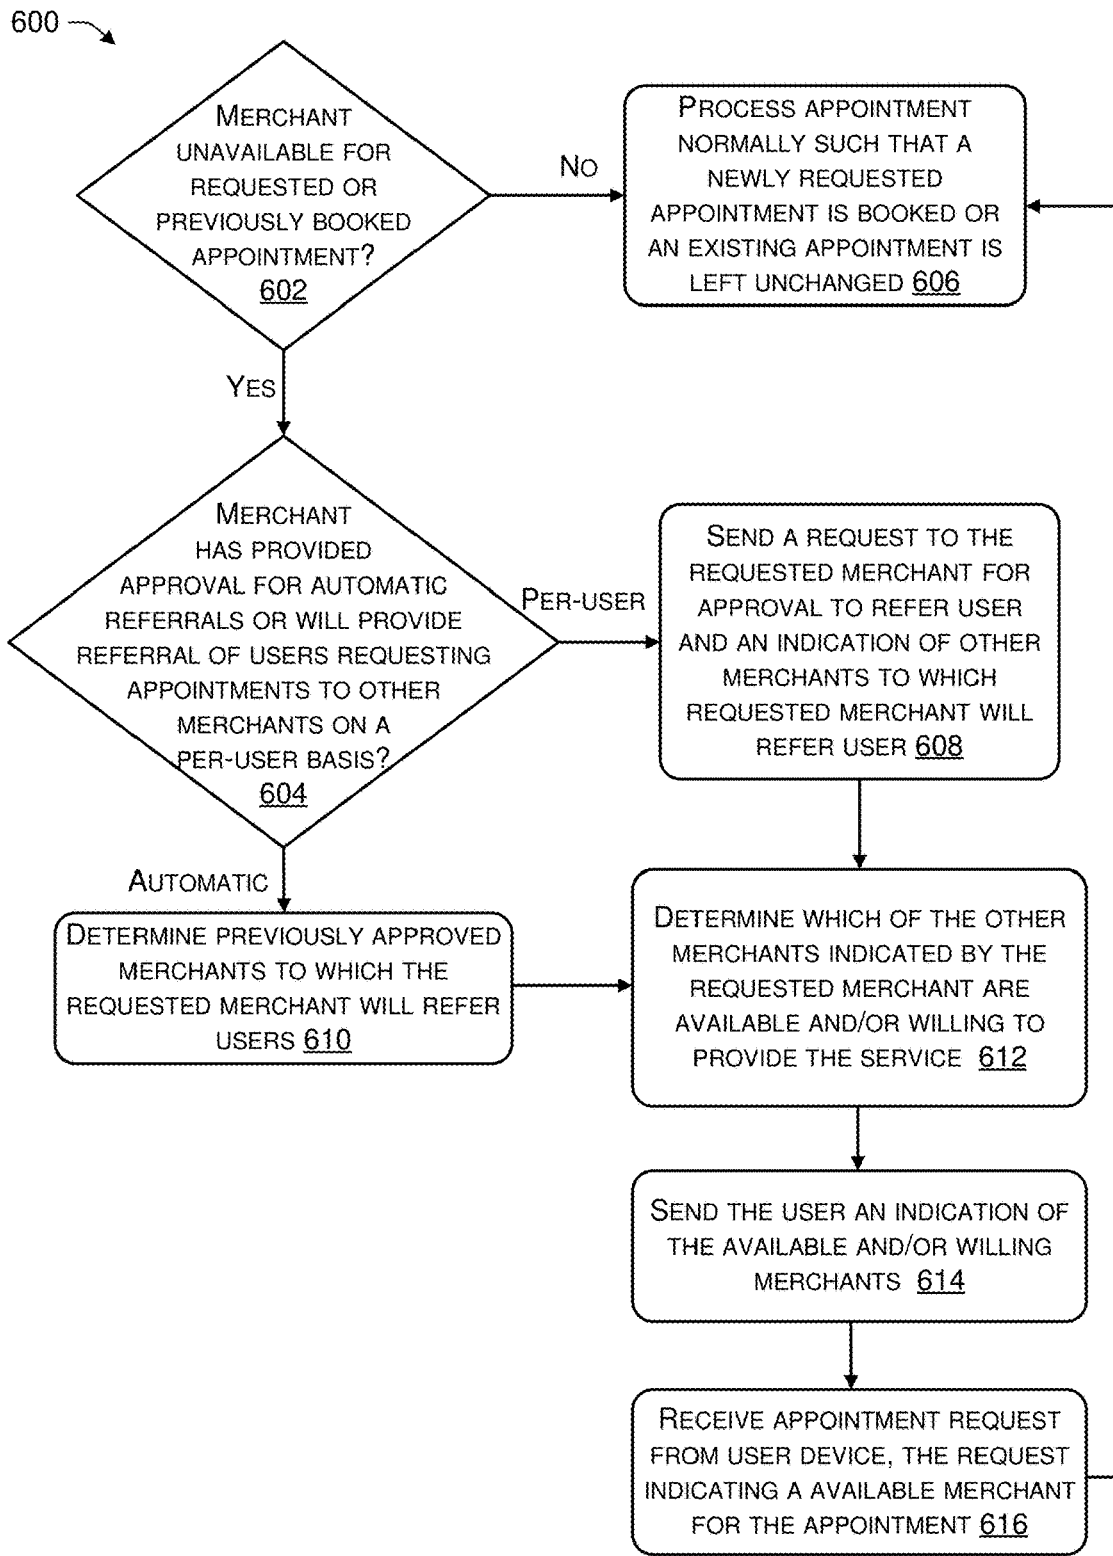 600
MERCHANT
UNAVAILABLE FOR
REQUESTED OR
PREVIOUSLY BOOKED
APPOINTMENT?
602
NO
PROCESS APPOINTMENT
NORMALLY SUCH THAT A
NEWLY REQUESTED
APPOINTMENT IS BOOKED OR
AN EXISTING APPOINTMENT IS
LEFT UNCHANGED 606
YES
MERCHANT
HAS PROVIDED
APPROVAL FOR AUTOMATIC
REFERRALS OR WILL PROVIDE
REFERRAL OF USERS REQUESTING
APPOINTMENTS TO OTHER
MERCHANTS ON A
PER-USER BASIS?
604
PER-USER
SEND A REQUEST TO THE
REQUESTED MERCHANT FOR
APPROVAL TO REFER USER
AND AN INDICATION OF OTHER
MERCHANTS TO WHICH
REQUESTED MERCHANT WILL
REFER USER 608
AUTOMATIC
DETERMINE PREVIOUSLY APPROVED
MERCHANTS TO WHICH THE
REQUESTED MERCHANT WILL REFER
USERS 610
DETERMINE WHICH OF THE OTHER
MERCHANTS INDICATED BY THE
REQUESTED MERCHANT ARE
AVAILABLE AND/OR WILLING TO
PROVIDE THE SERVICE 612
SEND THE USER AN INDICATION OF
THE AVAILABLE AND/OR WILLING
MERCHANTS 614
RECEIVE APPOINTMENT REQUEST
FROM USER DEVICE, THE REQUEST
INDICATING A AVAILABLE MERCHANT
FOR THE APPOINTMENT 616